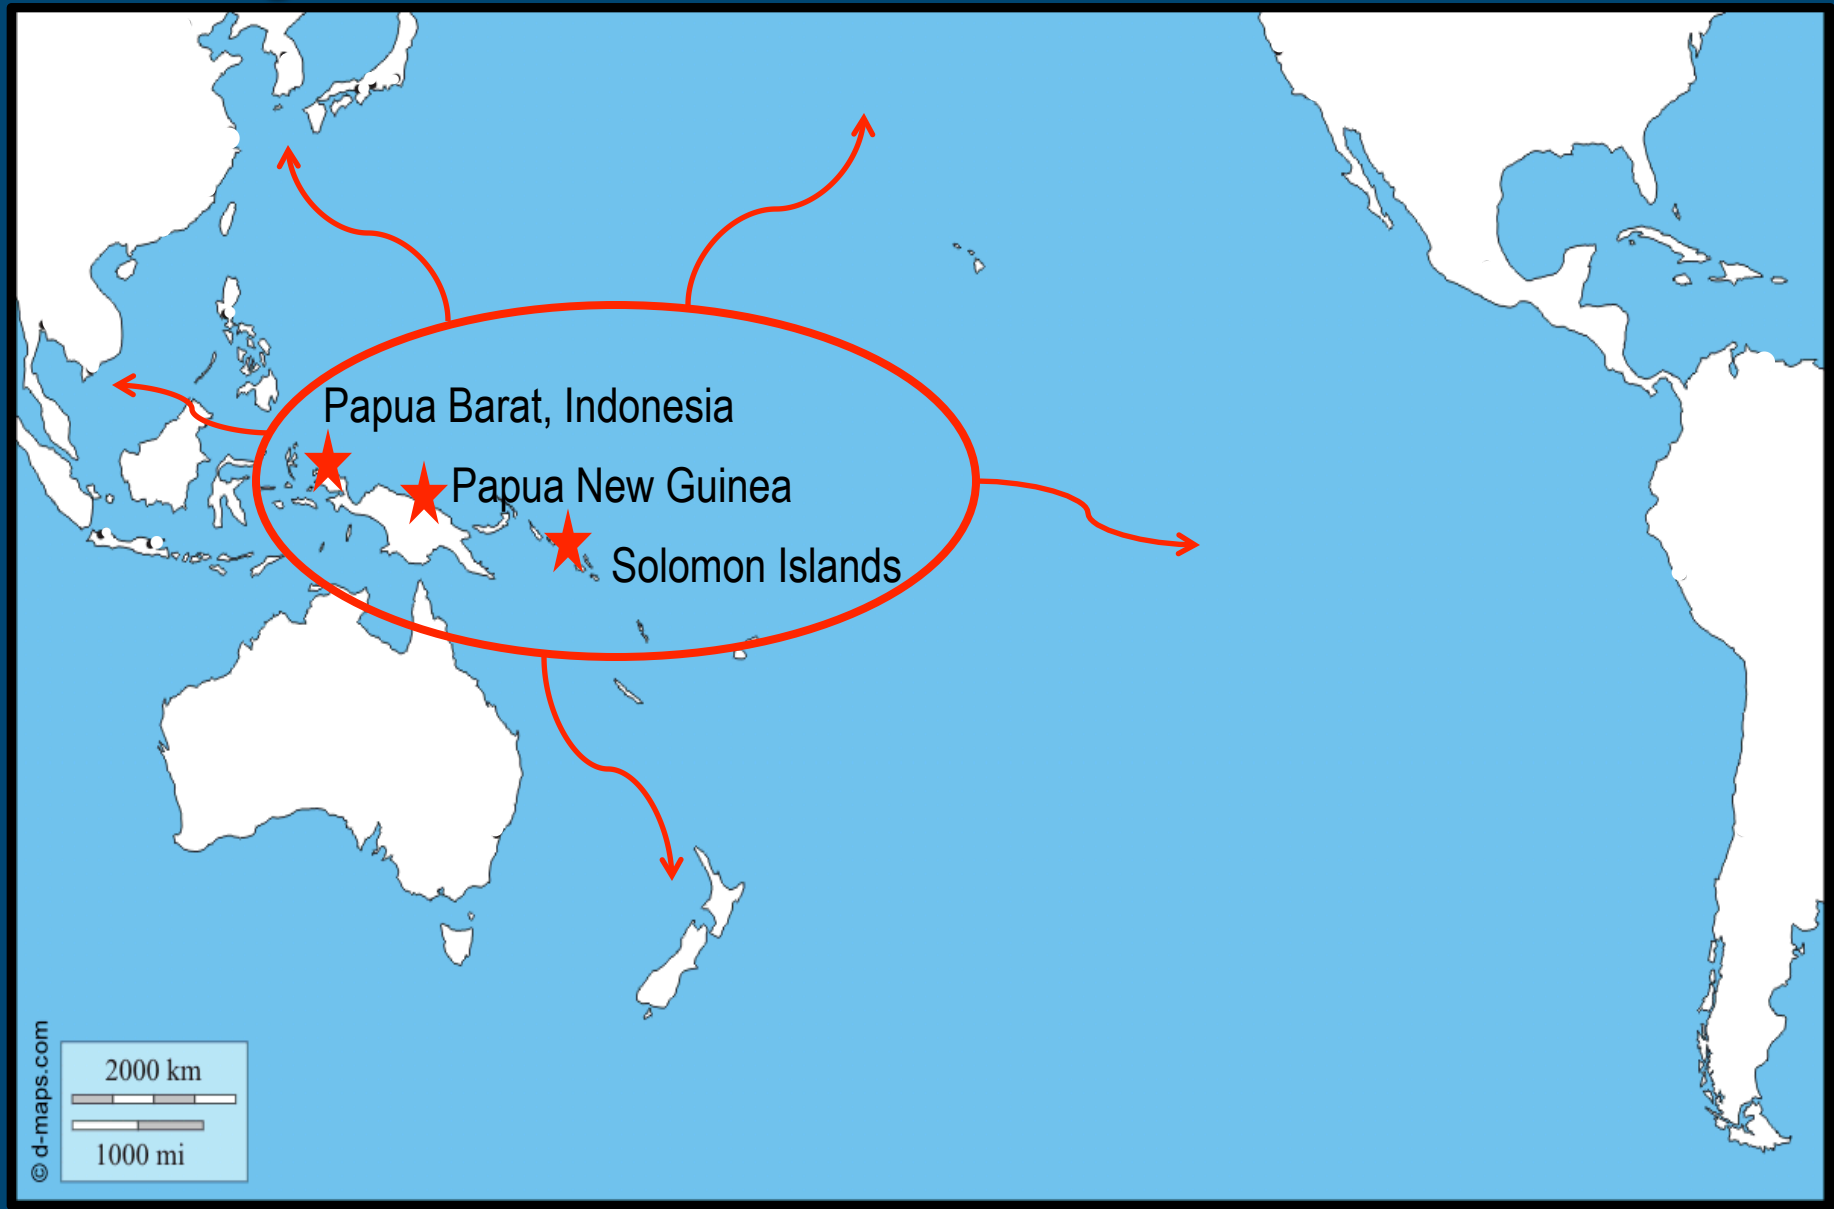 Papua Barat, Indonesia
Papua New Guinea
Solomon Islands
© d-maps.com
2000 km
1000 mi